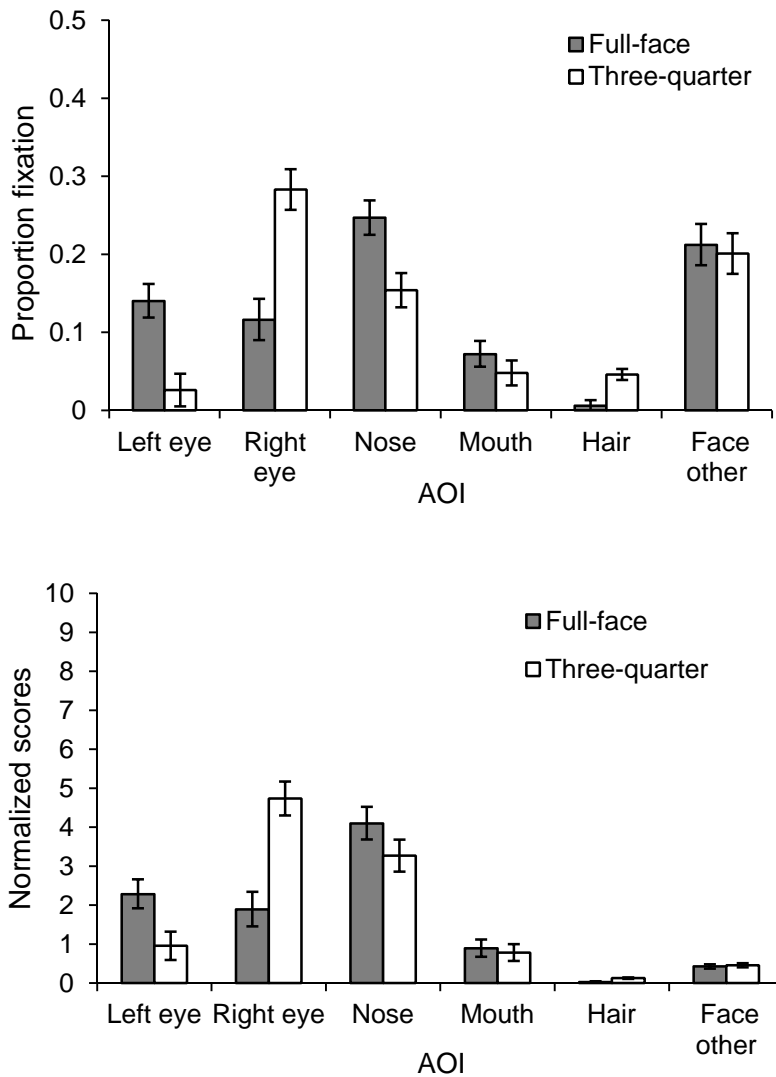 0.5
0.4
0.3
0.2
0.1
0
Proportion fixation
Full-face
Three-quarter
Left eye Right eye Nose Mouth Hair Face other
AOI
10
9
8
7
6
5
4
3
2
1
0
Normalized scores
Full-face
Three-quarter
Left eye Right eye Nose Mouth Hair Face other
AOI